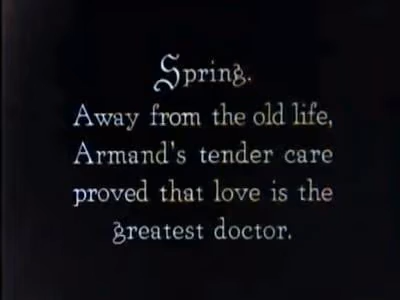 Spring.
Away from the old life,
Armand's tender care
proved that love is the
greatest doctor.